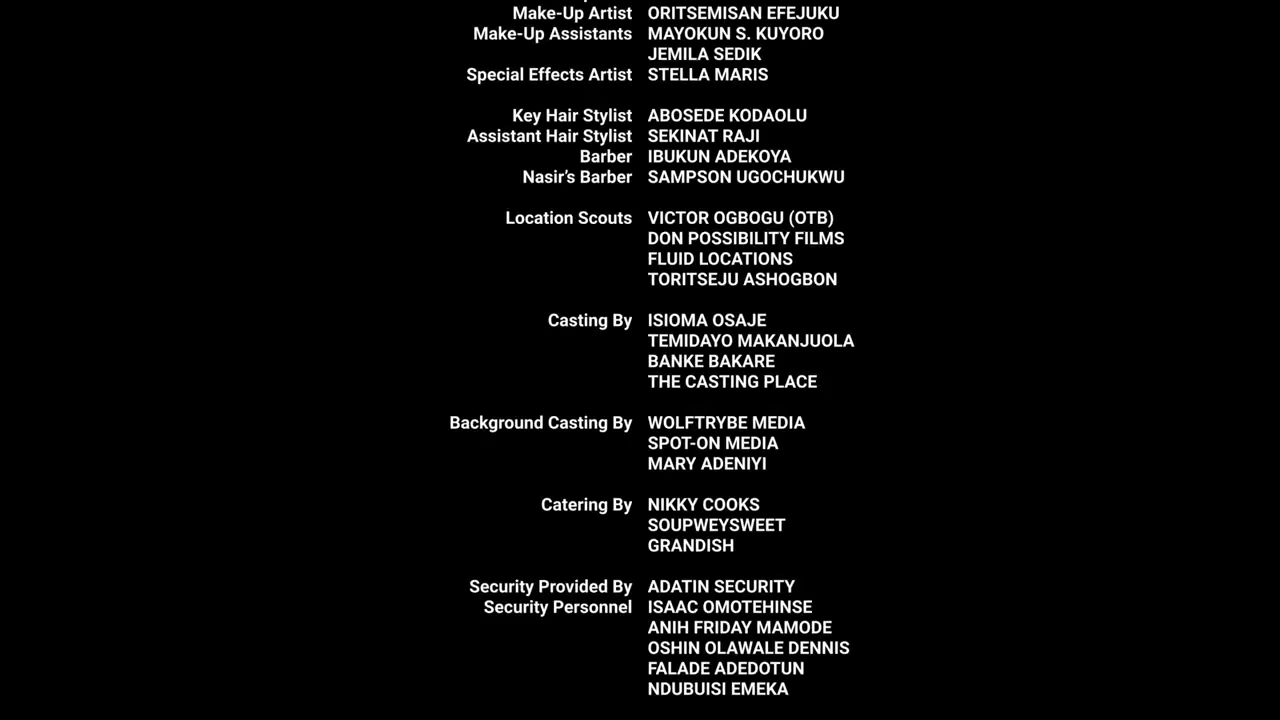 Make-Up Artist ORITSEMISAN EFEJUKU
Make-Up Assistants MAYOKUN S. KUYORO
JEMILA SEDIK
Special Effects Artist STELLA MARIS
Key Hair Stylist ABOSEDE KODAOLU
Assistant Hair Stylist SEKINAT RAJI
Barber IBUKUN ADEKOYA
Nasir’s Barber SAMPSON UGOCHUKWU
Location Scouts VICTOR OGBOGU (OTB)
DON POSSIBILITY FILMS
FLUID LOCATIONS
TORITSEJU ASHOGBON
Casting By ISIOMA OSAJE
TEMIDAYO MAKANJUOLA
BANKE BAKARE
THE CASTING PLACE
Background Casting By WOLFTRYBE MEDIA
SPOT-ON MEDIA
MARY ADENIYI
Catering By NIKKY COOKS
SOUPWEYSWEET
GRANDISH
Security Provided By ADATIN SECURITY
Security Personnel ISAAC OMOTEHINSE
ANIH FRIDAY MAMODE
OSHIN OLAWALE DENNIS
FALADE ADEDOTUN
NDUBUISI EMEKA